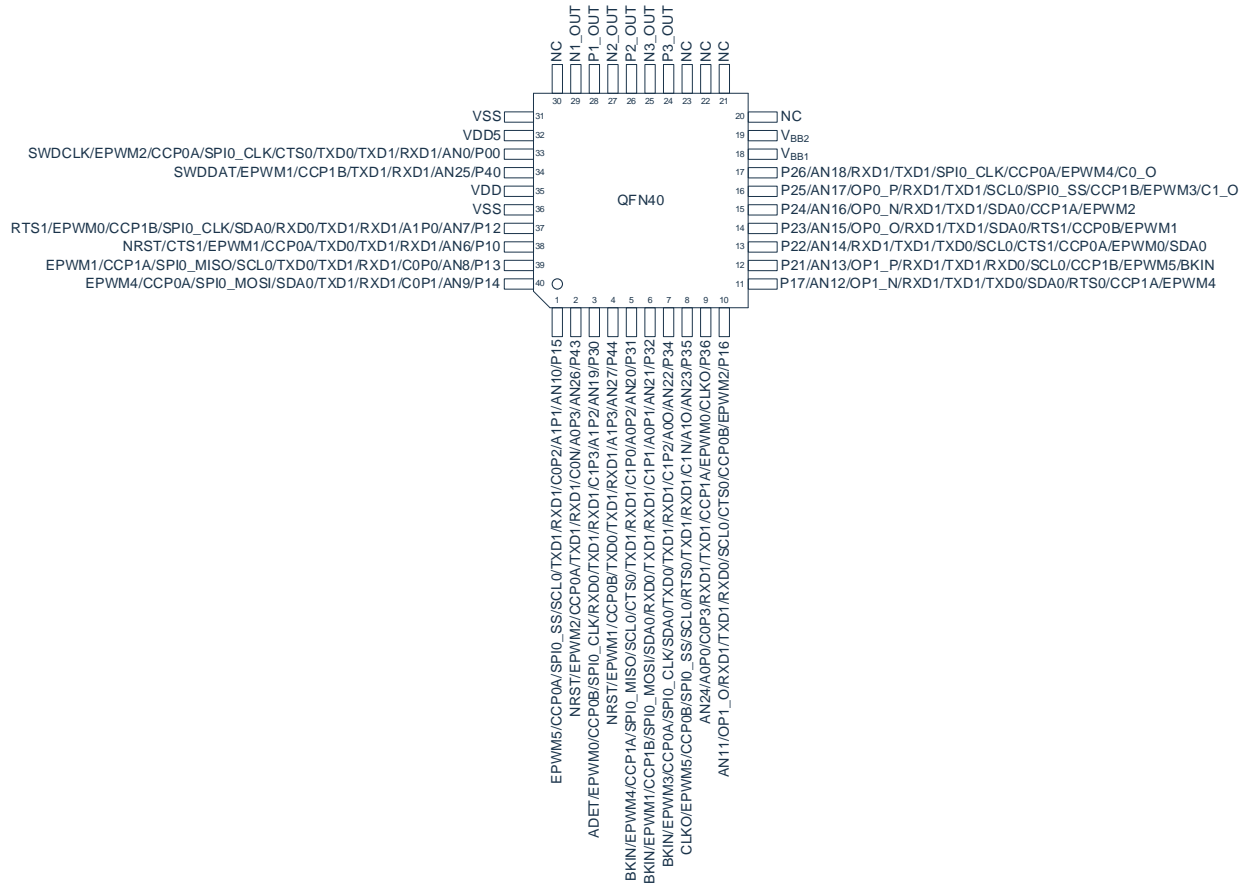 NC
N1_OUT
P1_OUT
N2_OUT
P2_OUT
N3_OUT
P3_OUT
NC
NC
NC
30
29
28
27
26
25
24
23
22
21
VSS
31
VDD5
32
SWDCLK/EPWM2/CCP0A/SPI0_CLK/CTS0/TXD0/TXD1/RXD1/AN0/P00
33
SWDDAT/EPWM1/CCP1B/TXD1/RXD1/AN25/P40
34
VDD
35
VSS
36
RTS1/EPWM0/CCP1B/SPI0_CLK/SDA0/RXD0/TXD1/RXD1/A1P0/AN7/P12
37
NRST/CTS1/EPWM1/CCP0A/TXD0/TXD1/RXD1/AN6/P10
38
EPWM1/CCP1A/SPI0_MISO/SCL0/TXD0/TXD1/RXD1/C0P0/AN8/P13
39
EPWM4/CCP0A/SPI0_MOSI/SDA0/TXD1/RXD1/C0P1/AN9/P14
40
QFN40
20
NC
19
VBB2
18
VBB1
17
P26/AN18/RXD1/TXD1/SPI0_CLK/CCP0A/EPWM4/C0_O
16
P25/AN17/OP0_P/RXD1/TXD1/SCL0/SPI0_SS/CCP1B/EPWM3/C1_O
15
P24/AN16/OP0_N/RXD1/TXD1/SDA0/CCP1A/EPWM2
14
P23/AN15/OP0_O/RXD1/TXD1/SDA0/RTS1/CCP0B/EPWM1
13
P22/AN14/RXD1/TXD1/TXD0/SCL0/CTS1/CCP0A/EPWM0/SDA0
12
P21/AN13/OP1_P/RXD1/TXD1/RXD0/SCL0/CCP1B/EPWM5/BKIN
11
P17/AN12/OP1_N/RXD1/TXD1/TXD0/SDA0/RTS0/CCP1A/EPWM4
1
2
3
4
5
6
7
8
9
10
EPWM5/CCP0A/SPI0_SS/SCL0/TXD1/RXD1/C0P2/A1P1/AN10/P15
NRST/EPWM2/CCP0A/TXD1/RXD1/C0N/A0P3/AN26/P43
ADET/EPWM0/CCP0B/SPI0_CLK/RXD0/TXD1/RXD1/C1P3/A1P2/AN19/P30
NRST/EPWM1/CCP0B/TXD0/TXD1/RXD1/A1P3/AN27/P44
BKIN/EPWM4/CCP1A/SPI0_MISO/SCL0/CTS0/TXD1/RXD1/C1P0/A0P2/AN20/P31
BKIN/EPWM1/CCP1B/SPI0_MOSI/SDA0/RXD0/TXD1/RXD1/C1P1/A0P1/AN21/P32
BKIN/EPWM3/CCP0A/SPI0_CLK/SDA0/TXD0/TXD1/RXD1/C1P2/A0O/AN22/P34
CLKO/EPWM5/CCP0B/SPI0_SS/SCL0/RTS0/TXD1/RXD1/C1N/A1O/AN23/P35
AN24/A0P0/C0P3/RXD1/TXD1/CCP1A/EPWM0/CLKO/P36
AN11/OP1_O/RXD1/TXD1/RXD0/SCL0/CTS0/CCP0B/EPWM2/P16